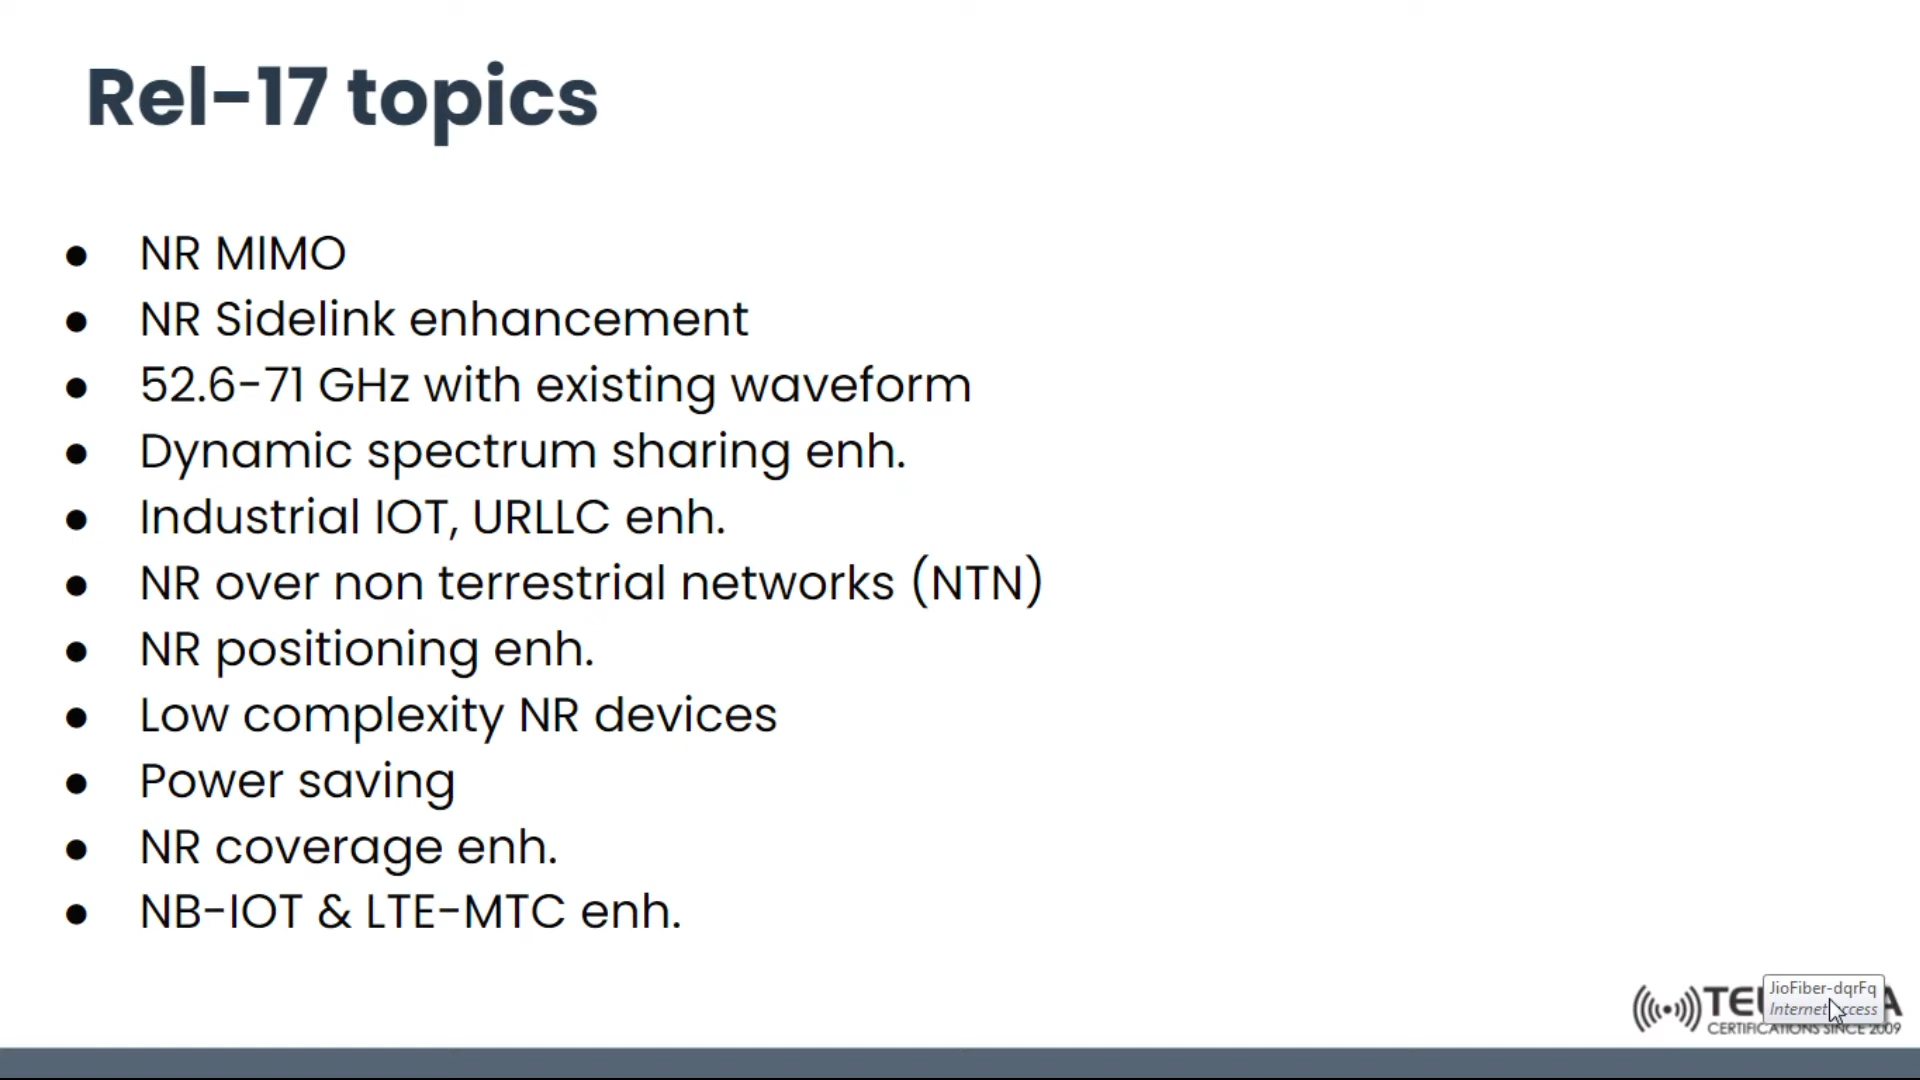 Rel-17 topics
● NR MIMO
● NR Sidelink enhancement
● 52.6-71 GHz with existing waveform
● Dynamic spectrum sharing enh.
● Industrial IOT, URLLC enh.
● NR over non terrestrial networks (NTN)
● NR positioning enh.
● Low complexity NR devices
● Power saving
● NR coverage enh.
● NB-IOT & LTE-MTC enh.
JioFiber-dqrFq
Internet
CERTIFICATIONS SINCE 2009